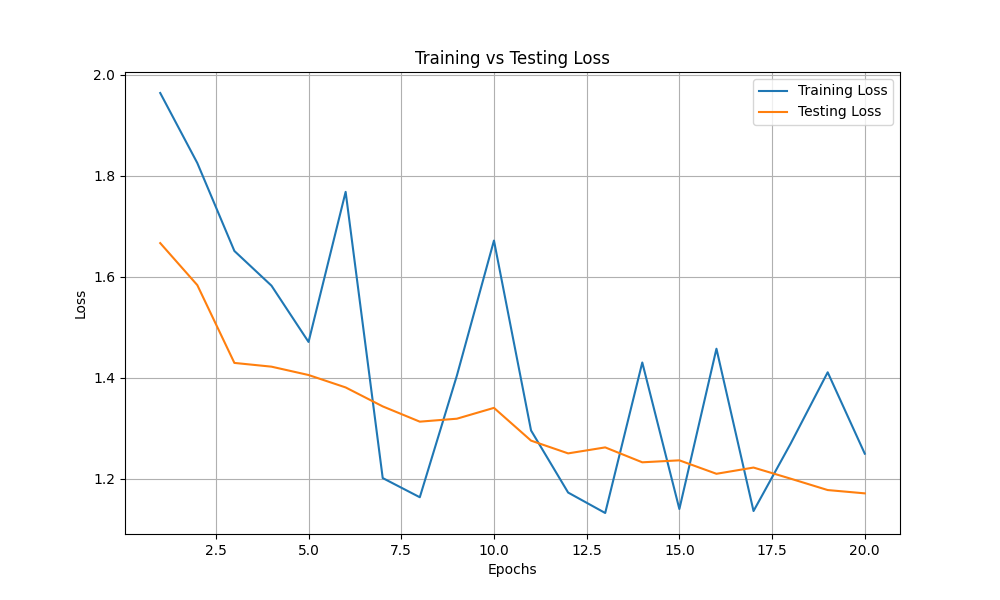 Training vs Testing Loss
Training Loss
Testing Loss
2.0
1.8
1.6
1.4
1.2
Loss
2.5 5.0 7.5 10.0 12.5 15.0 17.5 20.0
Epochs